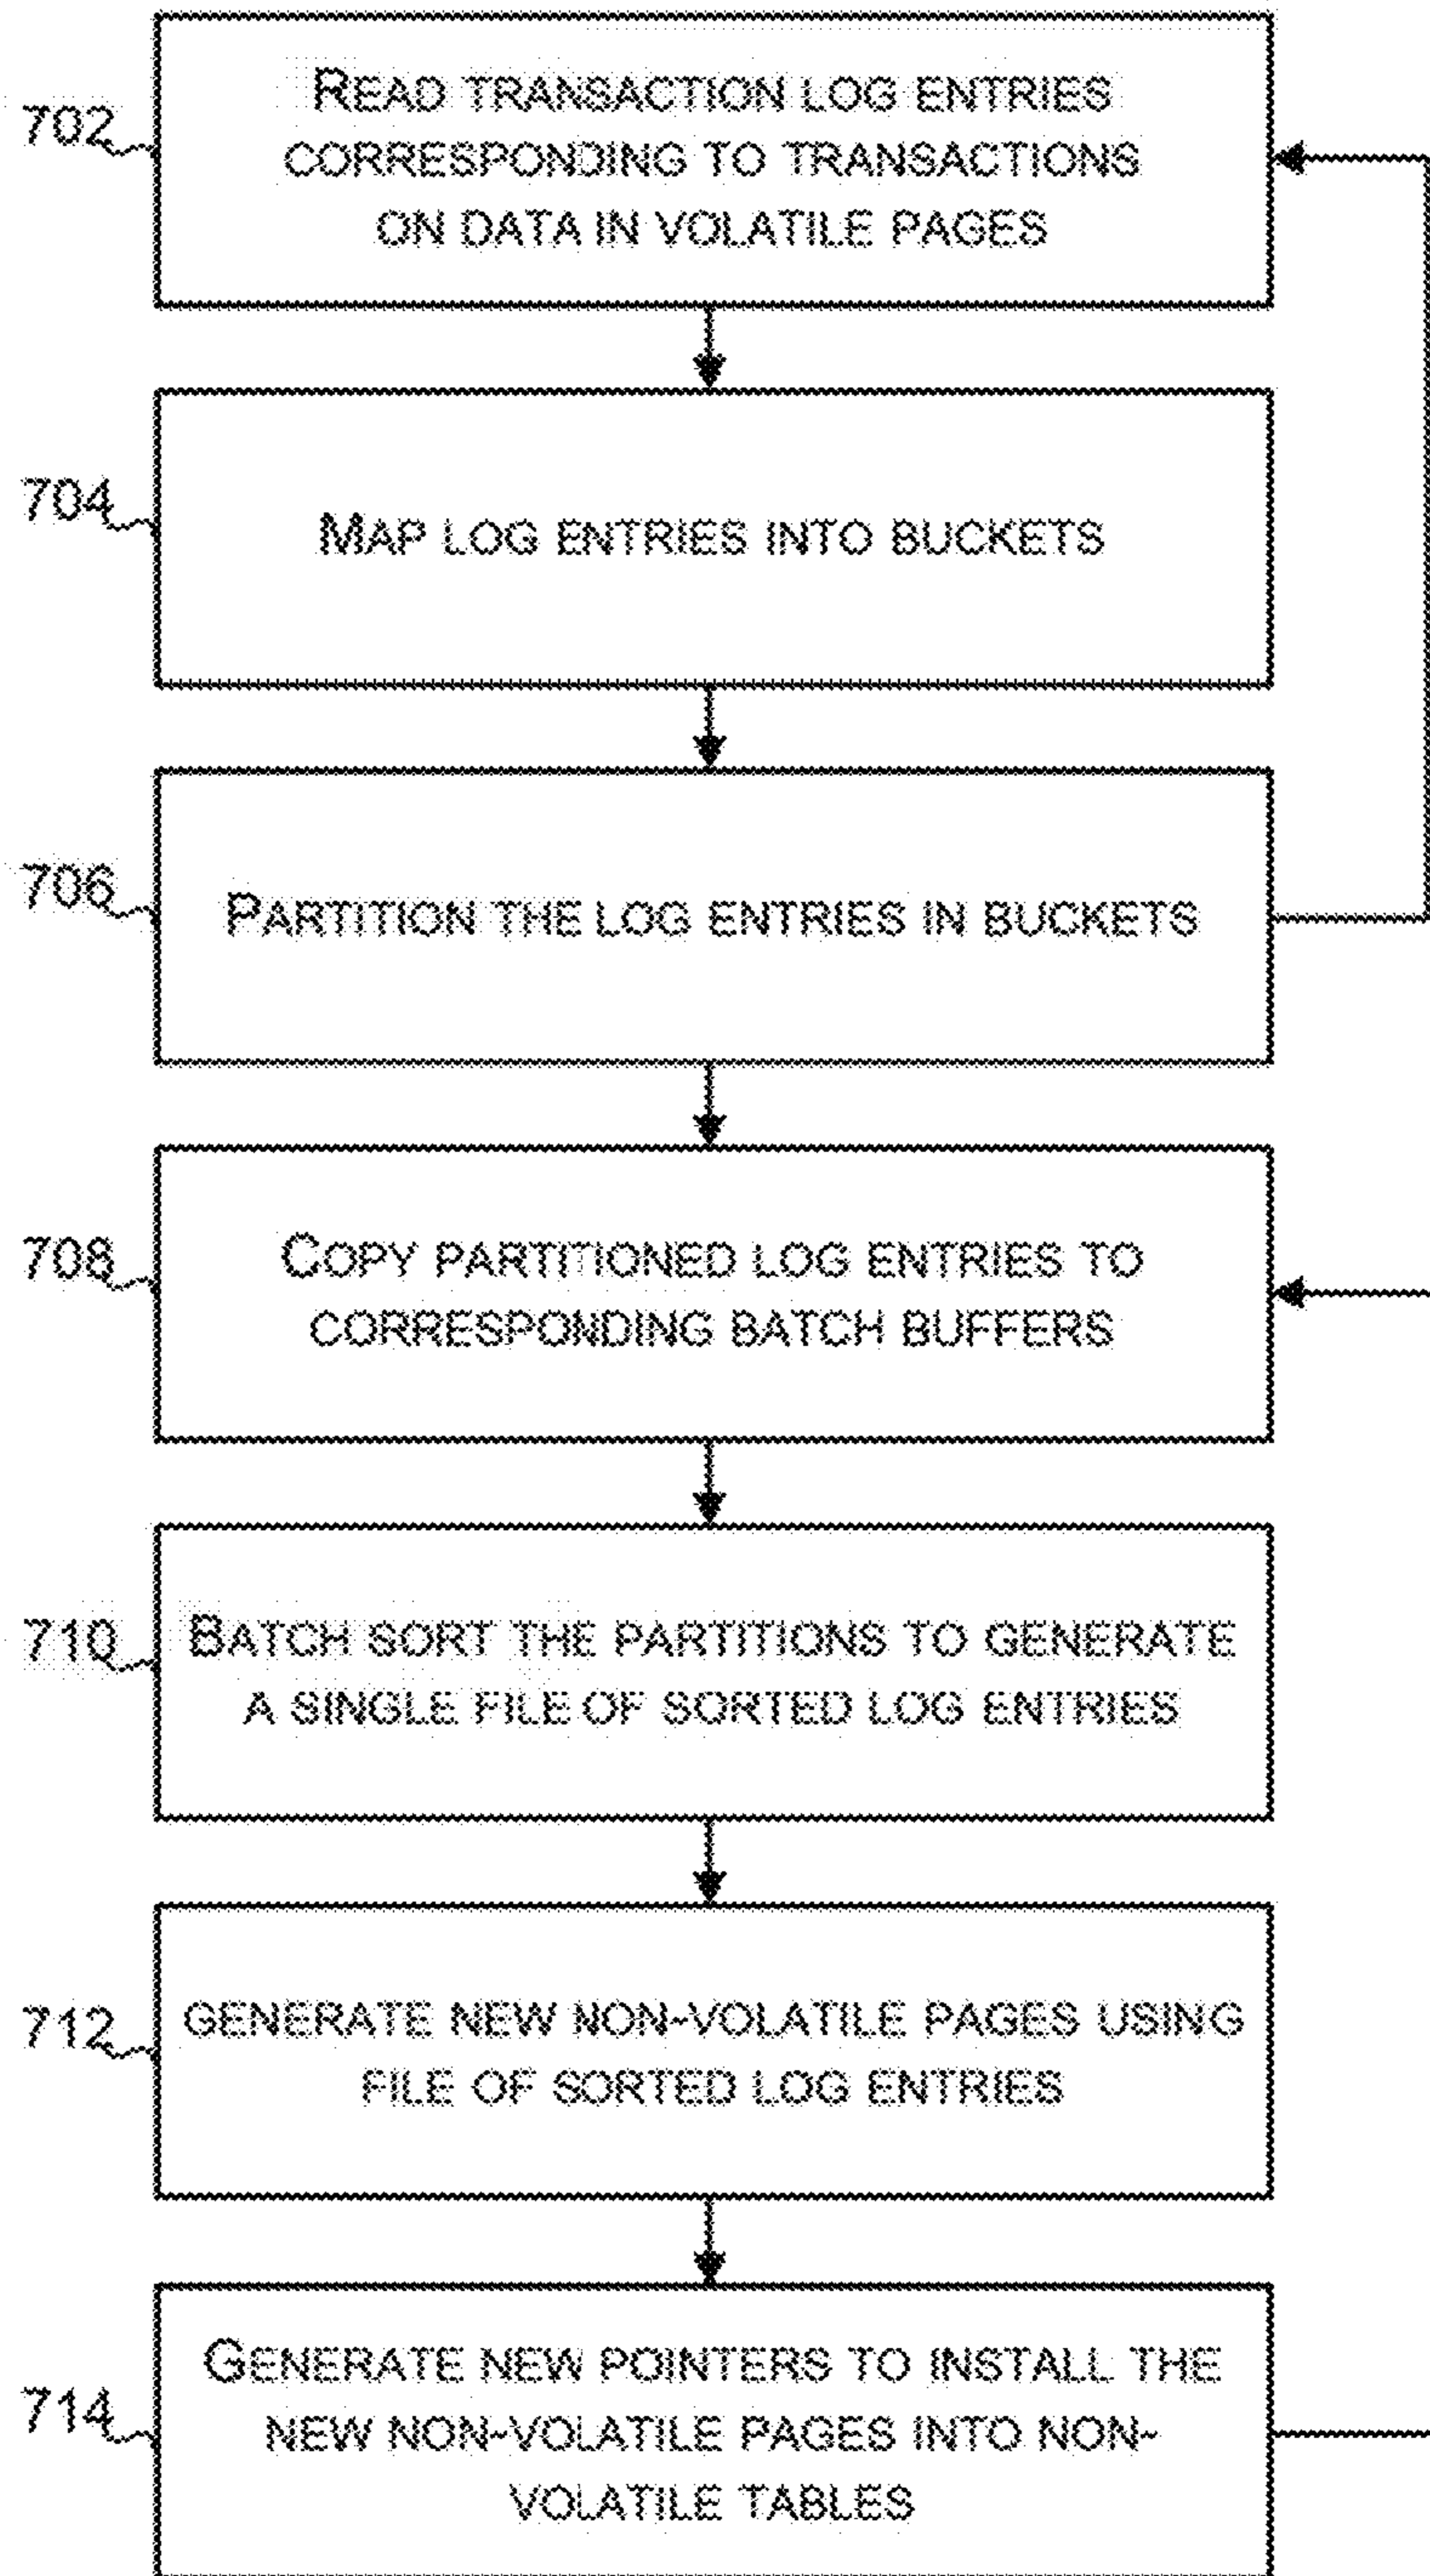 702
READ TRANSACTION LOG ENTRIES
CORRESPONDING TO TRANSACTIONS
ON DATA IN VOLATILE PAGES
704
MAP LOG ENTRIES INTO BUCKETS
706
PARTITION THE LOG ENTRIES IN BUCKETS
708
COPY PARTITIONED LOG ENTRIES TO
CORRESPONDING BATCH BUFFERS
710
BATCH SORT THE PARTITIONS TO GENERATE
A SINGLE FILE OF SORTED LOG ENTRIES
712
GENERATE NEW NON-VOLATILE PAGES USING
FILE OF SORTED LOG ENTRIES
714
GENERATE NEW POINTERS TO INSTALL THE
NEW NON-VOLATILE PAGES INTO NON-
VOLATILE TABLES